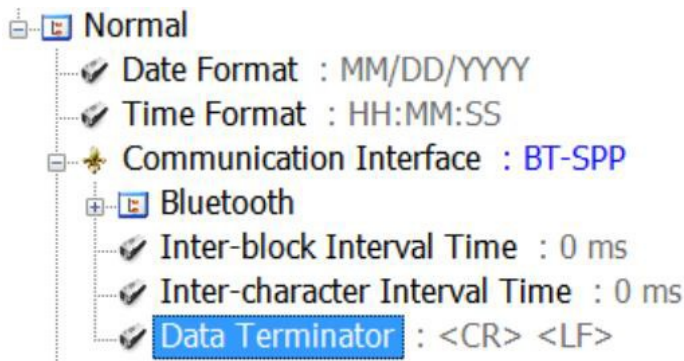 Normal
Date Format : MM/DD/YYYY
Time Format : HH:MM:SS
Communication Interface : BT-SPP
Bluetooth
Inter-block Interval Time : 0 ms
Inter-character Interval Time : 0 ms
Data Terminator : <CR> <LF>